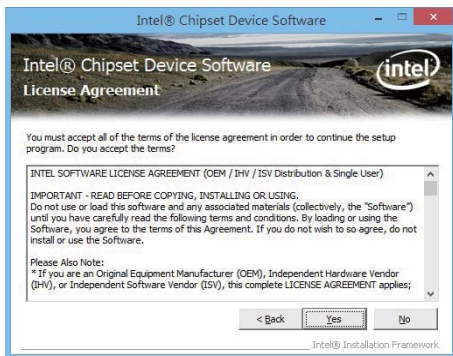 Intel® Chipset Device Software
Intel® Chipset Device Software
License Agreement
intel
You must accept all of the terms of the license agreement in order to continue the setup
program. Do you accept the terms?
INTEL SOFTWARE LICENSE AGREEMENT (OEM / IHV / ISV Distribution & Single User)
IMPORTANT - READ BEFORE COPYING, INSTALLING OR USING.
Do not use or load this software and any associated materials (collectively, the "Software")
until you have carefully read the following terms and conditions. By loading or using the
Software, you agree to the terms of this Agreement. If you do not wish to so agree, do not
install or use the Software.
Please Also Note:
* If you are an Original Equipment Manufacturer (OEM), Independent Hardware Vendor
(IHV), or Independent Software Vendor (ISV), this complete LICENSE AGREEMENT applies;
< Back Yes No
Intel® Installation Framework